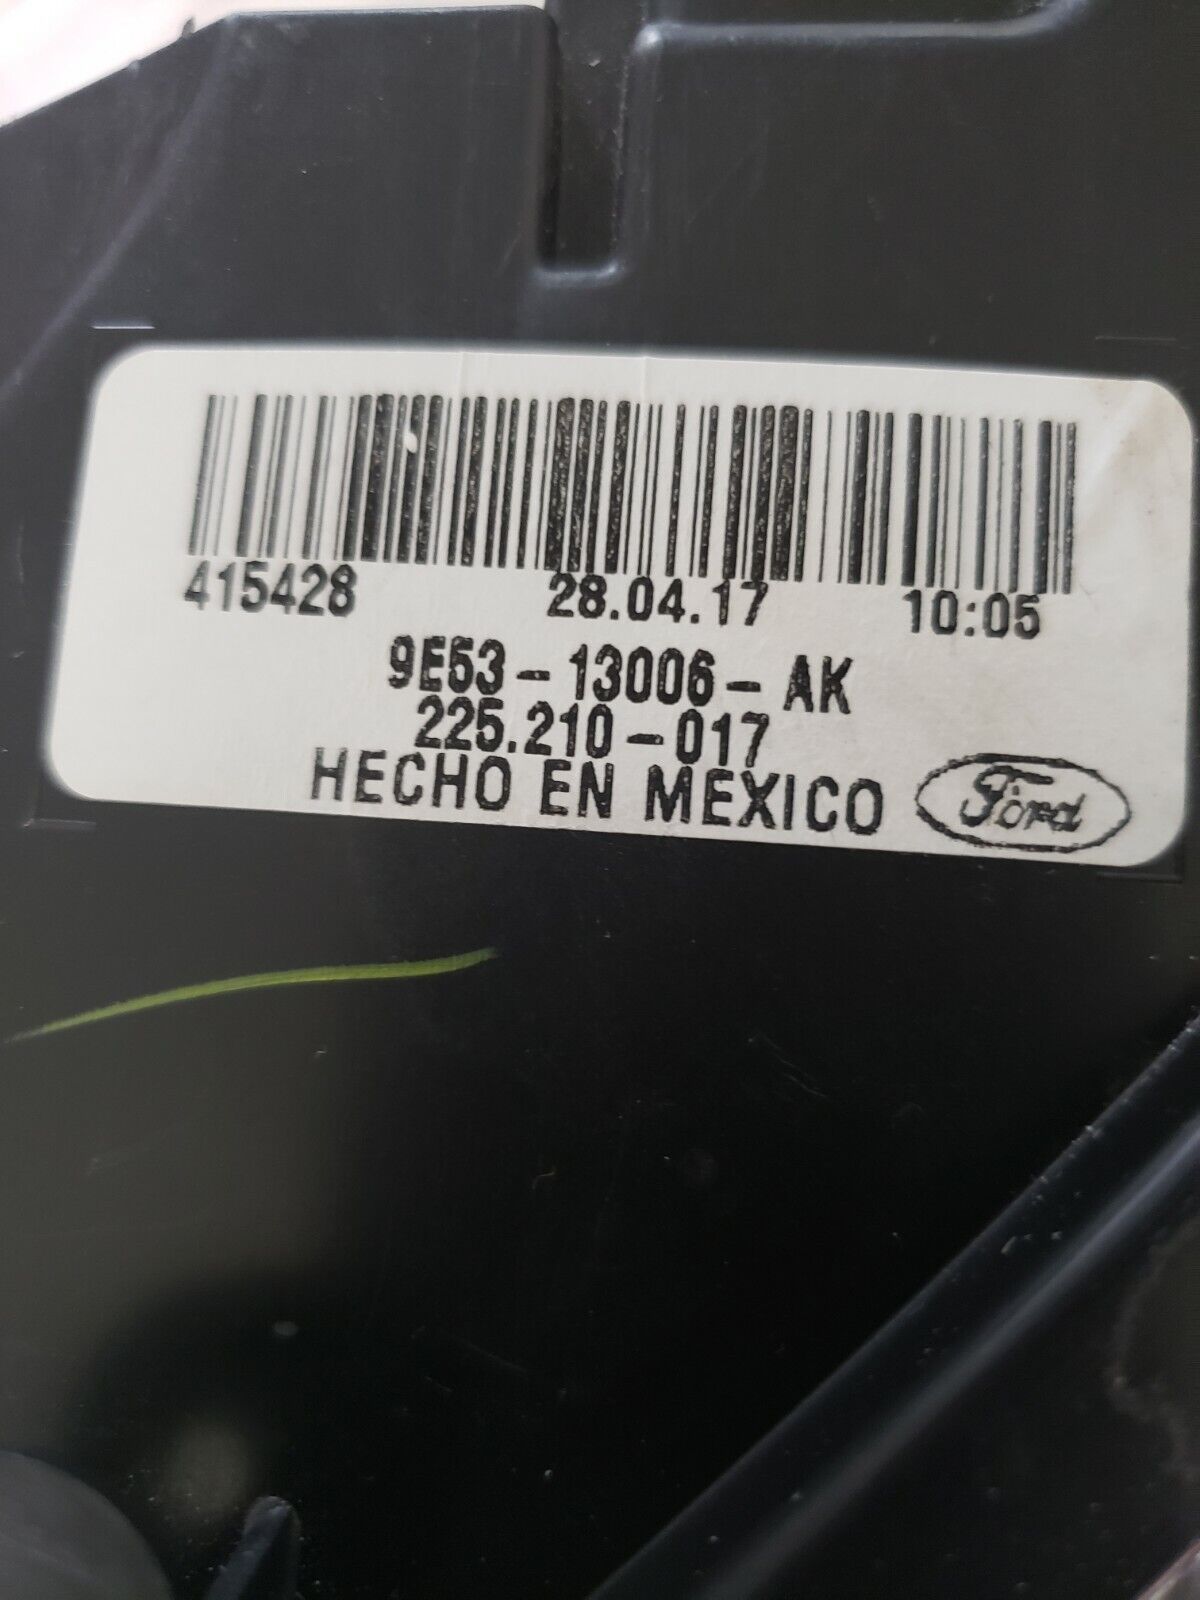 415428 28.04.17 10:05
9E53-13006-AK
225.210-017
HECHO EN MEXICO Ford